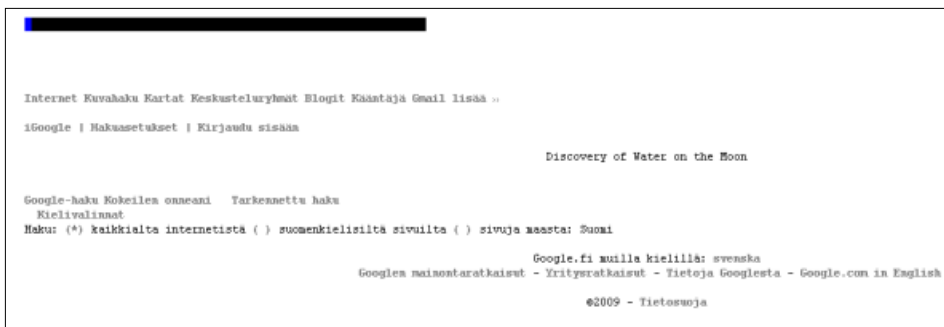 Internet Kuvahaku Kartat Keskusteluryhmät Blogit Kääntäjä Gmail lisää »
iGoogle | Hakuasetukset | Kirjaudu sisään
Discovery of Water on the Moon
Google-haku Kokeilen onneani Tarkennettu haku
Kielivalinnat
Haku: (*) kaikkialta internetistä ( ) suomenkielisiltä sivuilta ( ) sivuja maasta: Suomi
Google.fi muilla kielillä: svenska
Googlen mainontaratkaisut - Yritysratkaisut - Tietoja Googlesta - Google.com in English
©2009 - Tietosuoja